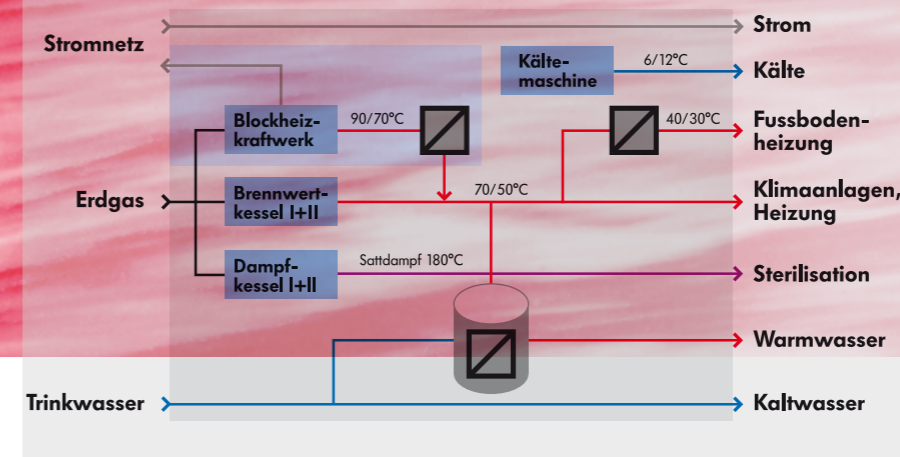 Strom
Stromnetz
Kälte-
maschine
6/12°C
Kälte
Blockheiz-
kraftwerk
90/70°C
40/30°C
Fussboden-
heizung
Erdgas
Brennwert-
kessel I+II
70/50°C
Klimaanlagen,
Heizung
Dampf-
kessel I+II
Sattdampf 180°C
Sterilisation
Warmwasser
Trinkwasser
Kaltwasser